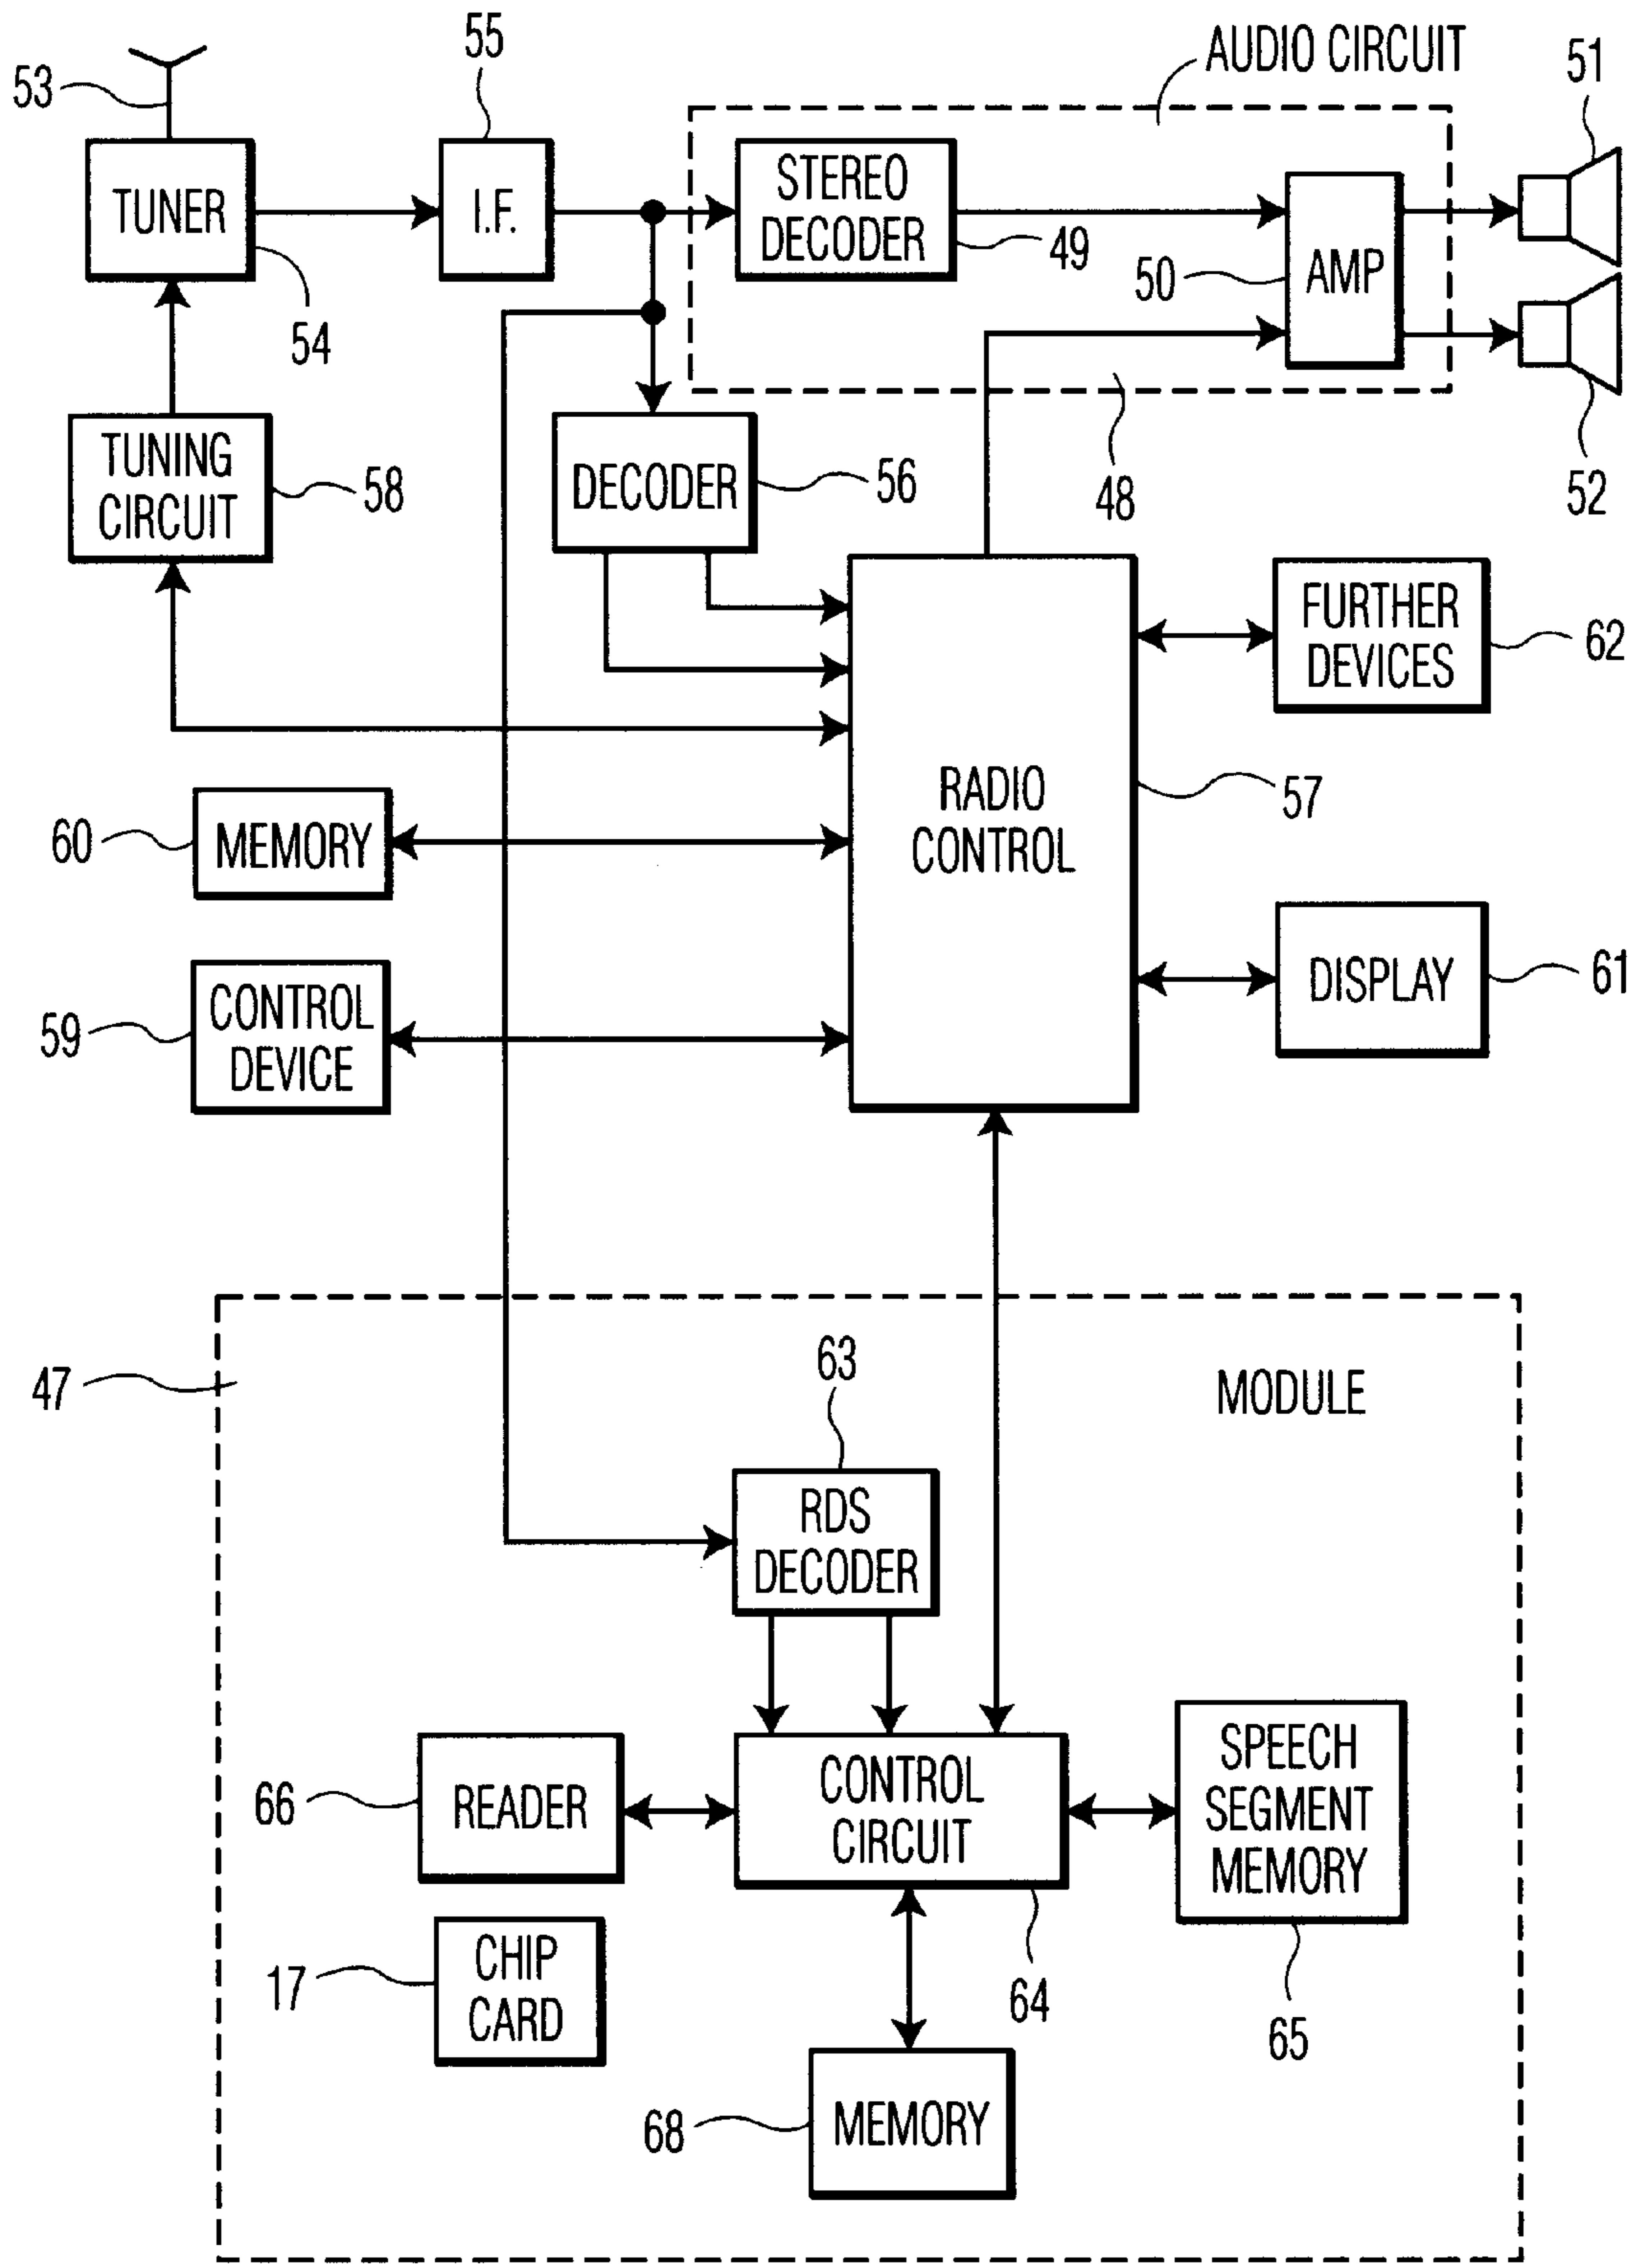 55
AUDIO CIRCUIT
51
53
TUNER
I.F.
STEREO
DECODER
49
50
AMP
54
TUNING
CIRCUIT
58
DECODER
56
48
52
FURTHER
DEVICES
62
RADIO
CONTROL
57
60
MEMORY
DISPLAY
61
59
CONTROL
DEVICE
47
63
MODULE
RDS
DECODER
66
READER
CONTROL
CIRCUIT
SPEECH
SEGMENT
MEMORY
17
CHIP
CARD
64
65
68
MEMORY